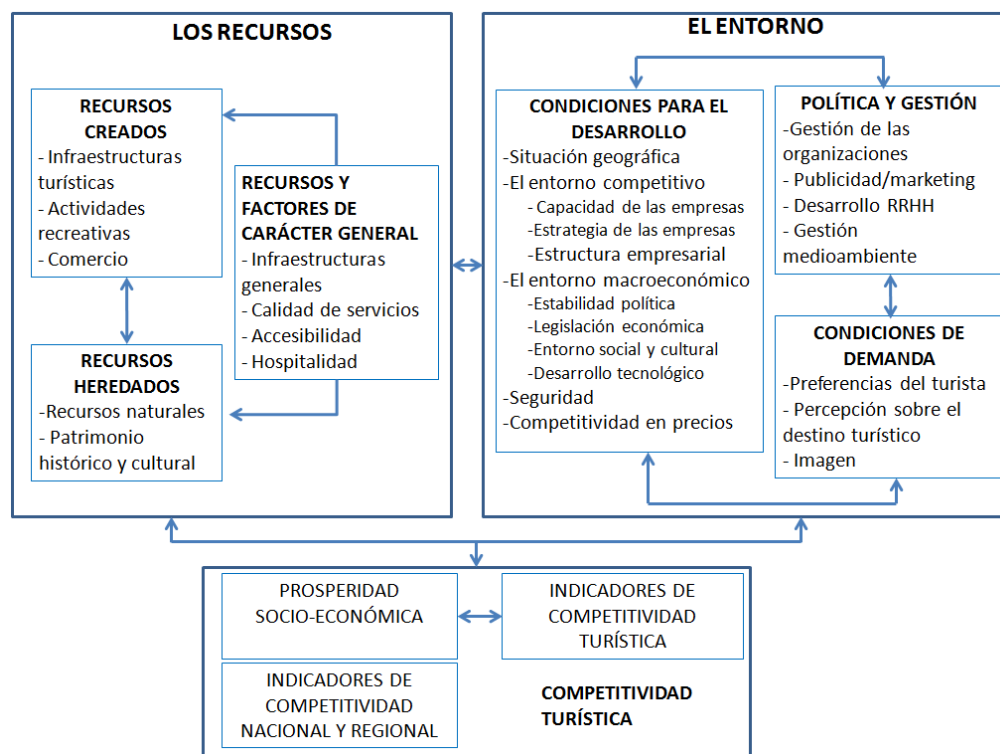 LOS RECURSOS
RECURSOS
CREADOS
- Infraestructuras
turísticas
- Actividades
recreativas
- Comercio
RECURSOS Y
FACTORES DE
CARÁCTER GENERAL
- Infraestructuras
generales
- Calidad de servicios
- Accesibilidad
- Hospitalidad
RECURSOS
HEREDADOS
-Recursos naturales
- Patrimonio
histórico y cultural
EL ENTORNO
CONDICIONES PARA EL
DESARROLLO
-Situación geográfica
-El entorno competitivo
- Capacidad de las empresas
-Estrategia de las empresas
-Estructura empresarial
-El entorno macroeconómico
-Estabilidad política
-Legislación económica
-Entorno social y cultural
-Desarrollo tecnológico
-Seguridad
-Competitividad en precios
POLÍTICA Y GESTIÓN
-Gestión de las
organizaciones
- Publicidad/marketing
- Desarrollo RRHH
- Gestión
medioambiente
CONDICIONES DE
DEMANDA
-Preferencias del turista
- Percepción sobre el
destino turístico
- Imagen
PROSPERIDAD
SOCIO-ECONÓMICA
INDICADORES DE
COMPETITIVIDAD
TURÍSTICA
INDICADORES DE
COMPETITIVIDAD
NACIONAL Y REGIONAL
COMPETITIVIDAD
TURÍSTICA